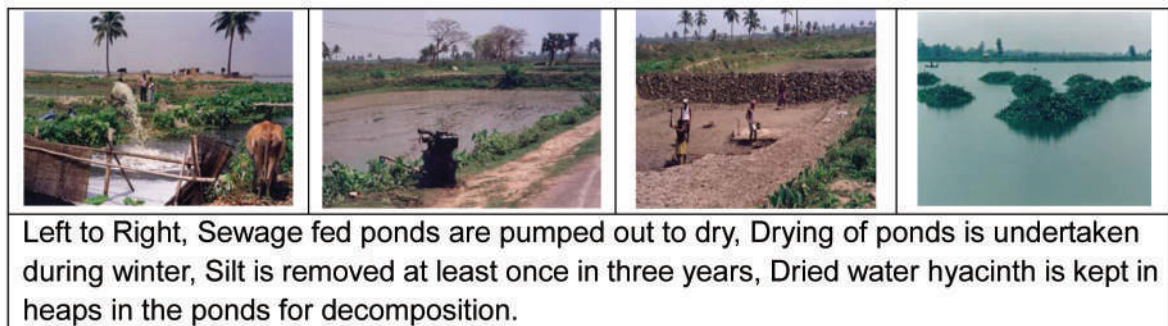 Left to Right, Sewage fed ponds are pumped out to dry, Drying of ponds is undertaken
during winter, Silt is removed at least once in three years, Dried water hyacinth is kept in
heaps in the ponds for decomposition.